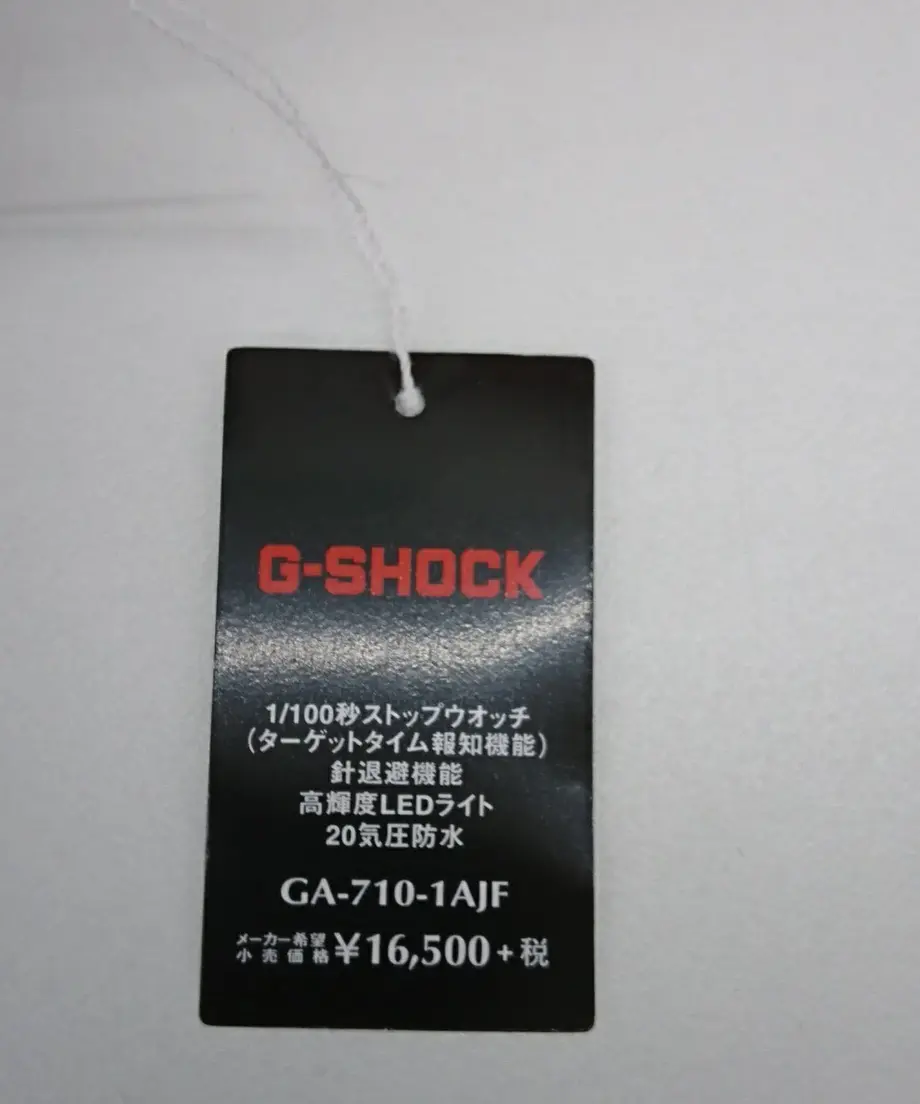 G-SHOCK
1/100秒ストップウオッチ
(ターゲットタイム報知機能)
針退避機能
高輝度LEDライト
20気圧防水
GA-710-1AJF
メーカー希望
小売価格 ¥16,500+税